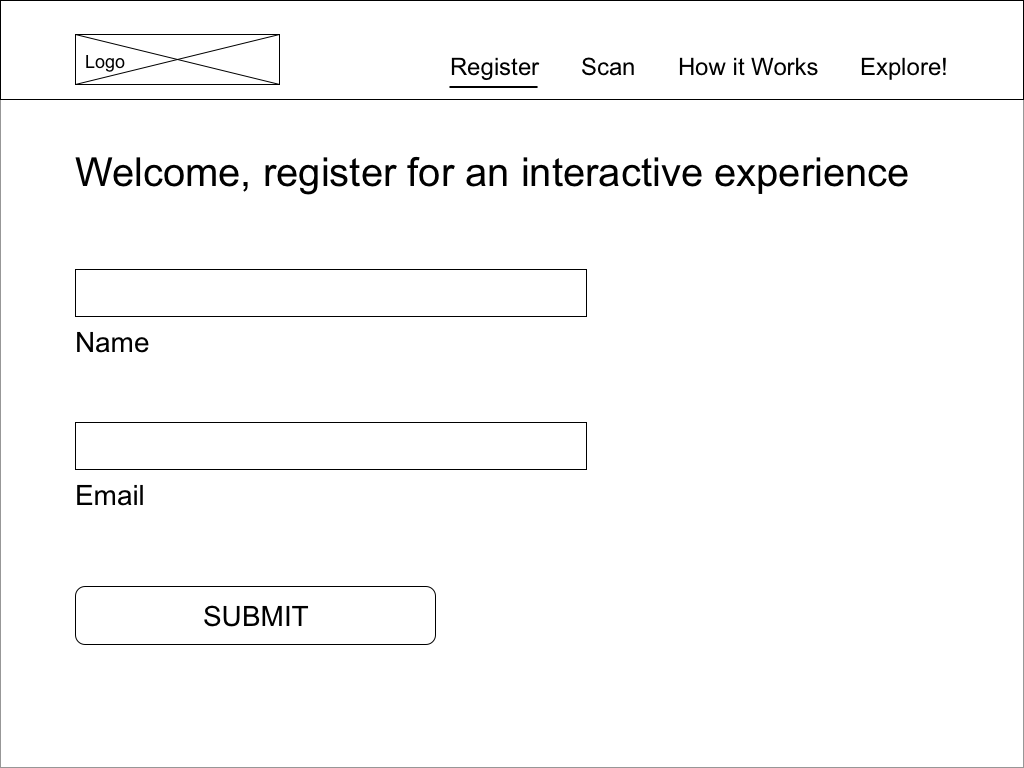 Logo
Register Scan How it Works Explore!
Welcome, register for an interactive experience
Name
Email
SUBMIT